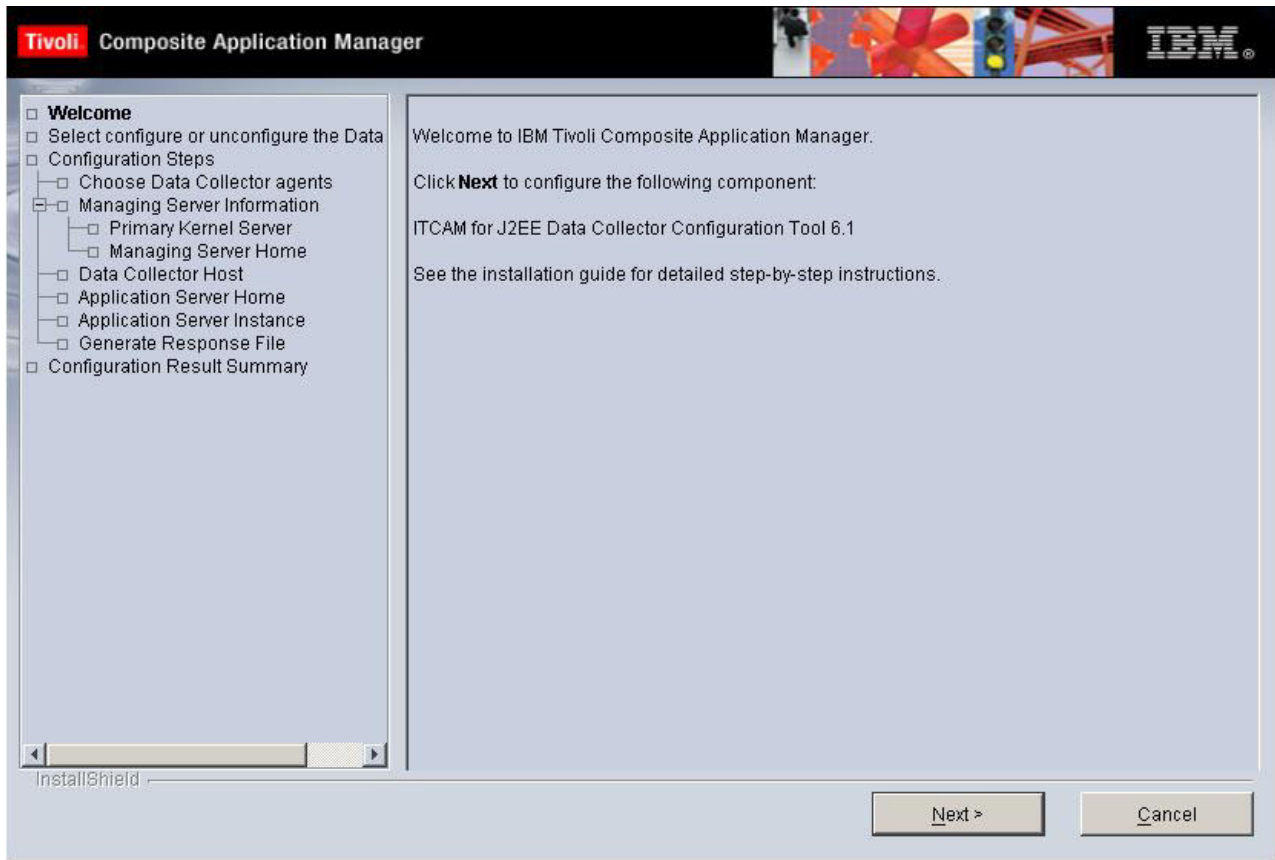 Tivoli. Composite Application Manager
IBM®
Welcome
Select configure or unconfigure the Data
Configuration Steps
Choose Data Collector agents
Managing Server Information
Primary Kernel Server
Managing Server Home
Data Collector Host
Application Server Home
Application Server Instance
Generate Response File
Configuration Result Summary
Welcome to IBM Tivoli Composite Application Manager.
Click Next to configure the following component:
ITCAM for J2EE Data Collector Configuration Tool 6.1
See the installation guide for detailed step-by-step instructions.
InstallShield
Next >
Cancel